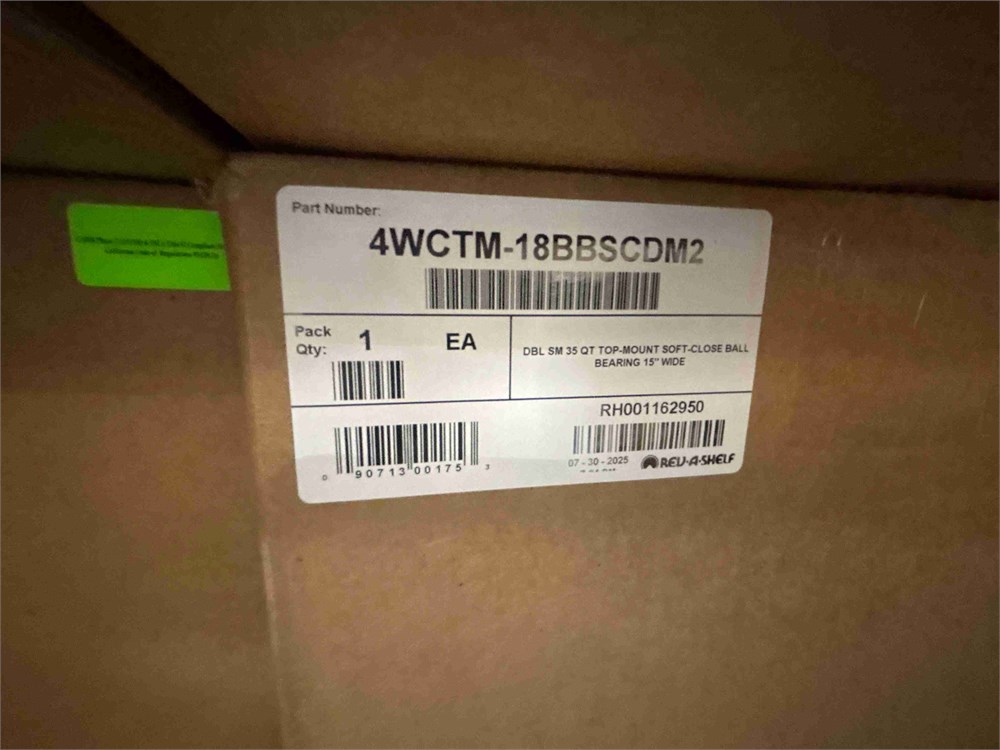 Part Number:
4WCTM-18BBSCDM2
Pack
Qty:
1
EA
DBL SM 35 QT TOP-MOUNT SOFT-CLOSE BALL
BEARING 15" WIDE
0 90713 00175 3
RH001162950
07-30-2025
REV-A-SHELF